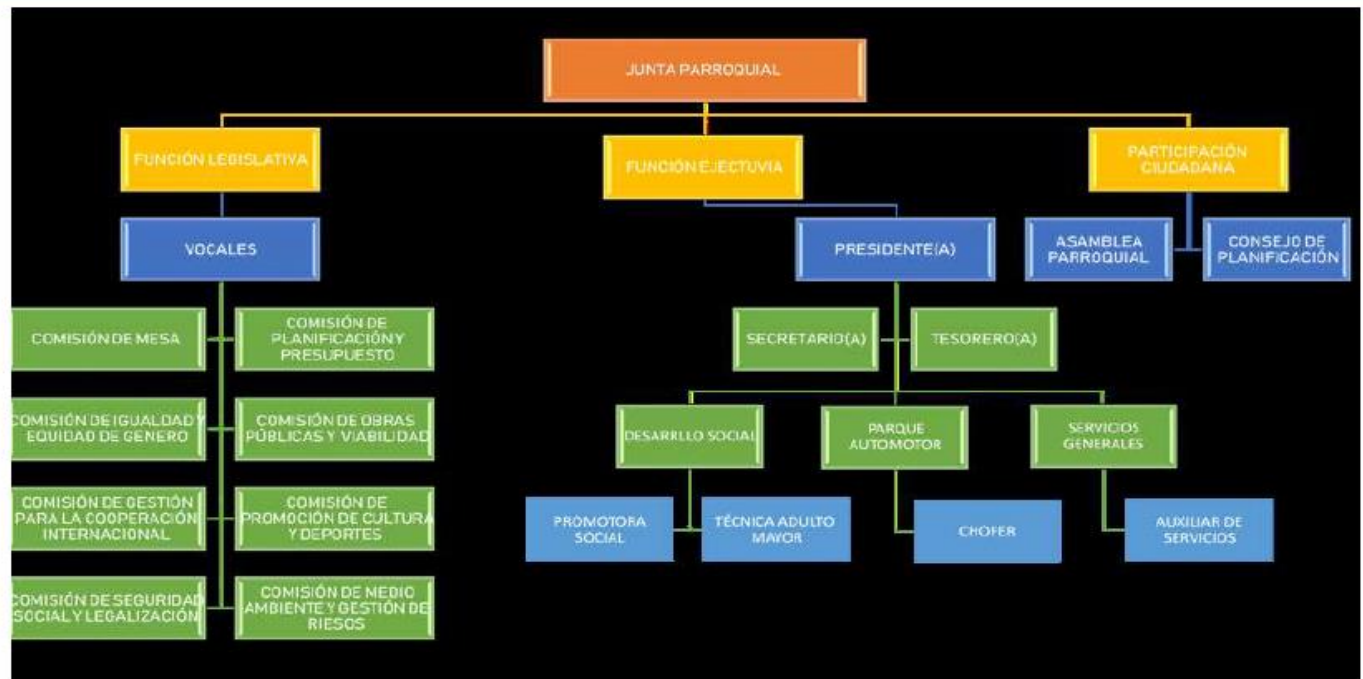 JUNTA PARROQUIAL
FUNCIÓN LEGISLATIVA
FUNCIÓN EJECTUVIA
PARTICIPACIÓN
CIUDADANA
VOCALES
PRESIDENTE(A)
ASAMBLEA
PARROQUIAL
CONSEJO DE
PLANIFICACIÓN
COMISIÓN DE MESA
COMISIÓN DE
PLANIFICACIÓN Y
PRESUPUESTO
SECRETARIO(A)
TESORERO(A)
COMISIÓN DE IGUALDAD Y
EQUIDAD DE GENERO
COMISIÓN DE OBRAS
PÚBLICAS Y VIABILIDAD
DESARRLLO SOCIAL
PARQUE
AUTOMOTOR
SERVICIOS
GENERALES
COMISIÓN DE GESTIÓN
PARA LA COOPERACIÓN
INTERNACIONAL
COMISIÓN DE
PROMOCIÓN DE CULTURA
Y DEPORTES
PROMOTORA
SOCIAL
TÉCNICA ADULTO
MAYOR
CHOFER
AUXILIAR DE
SERVICIOS
COMISIÓN DE SEGURIDAD
SOCIAL Y LEGALIZACIÓN
COMISIÓN DE MEDIO
AMBIENTE Y GESTIÓN DE
RIESOS